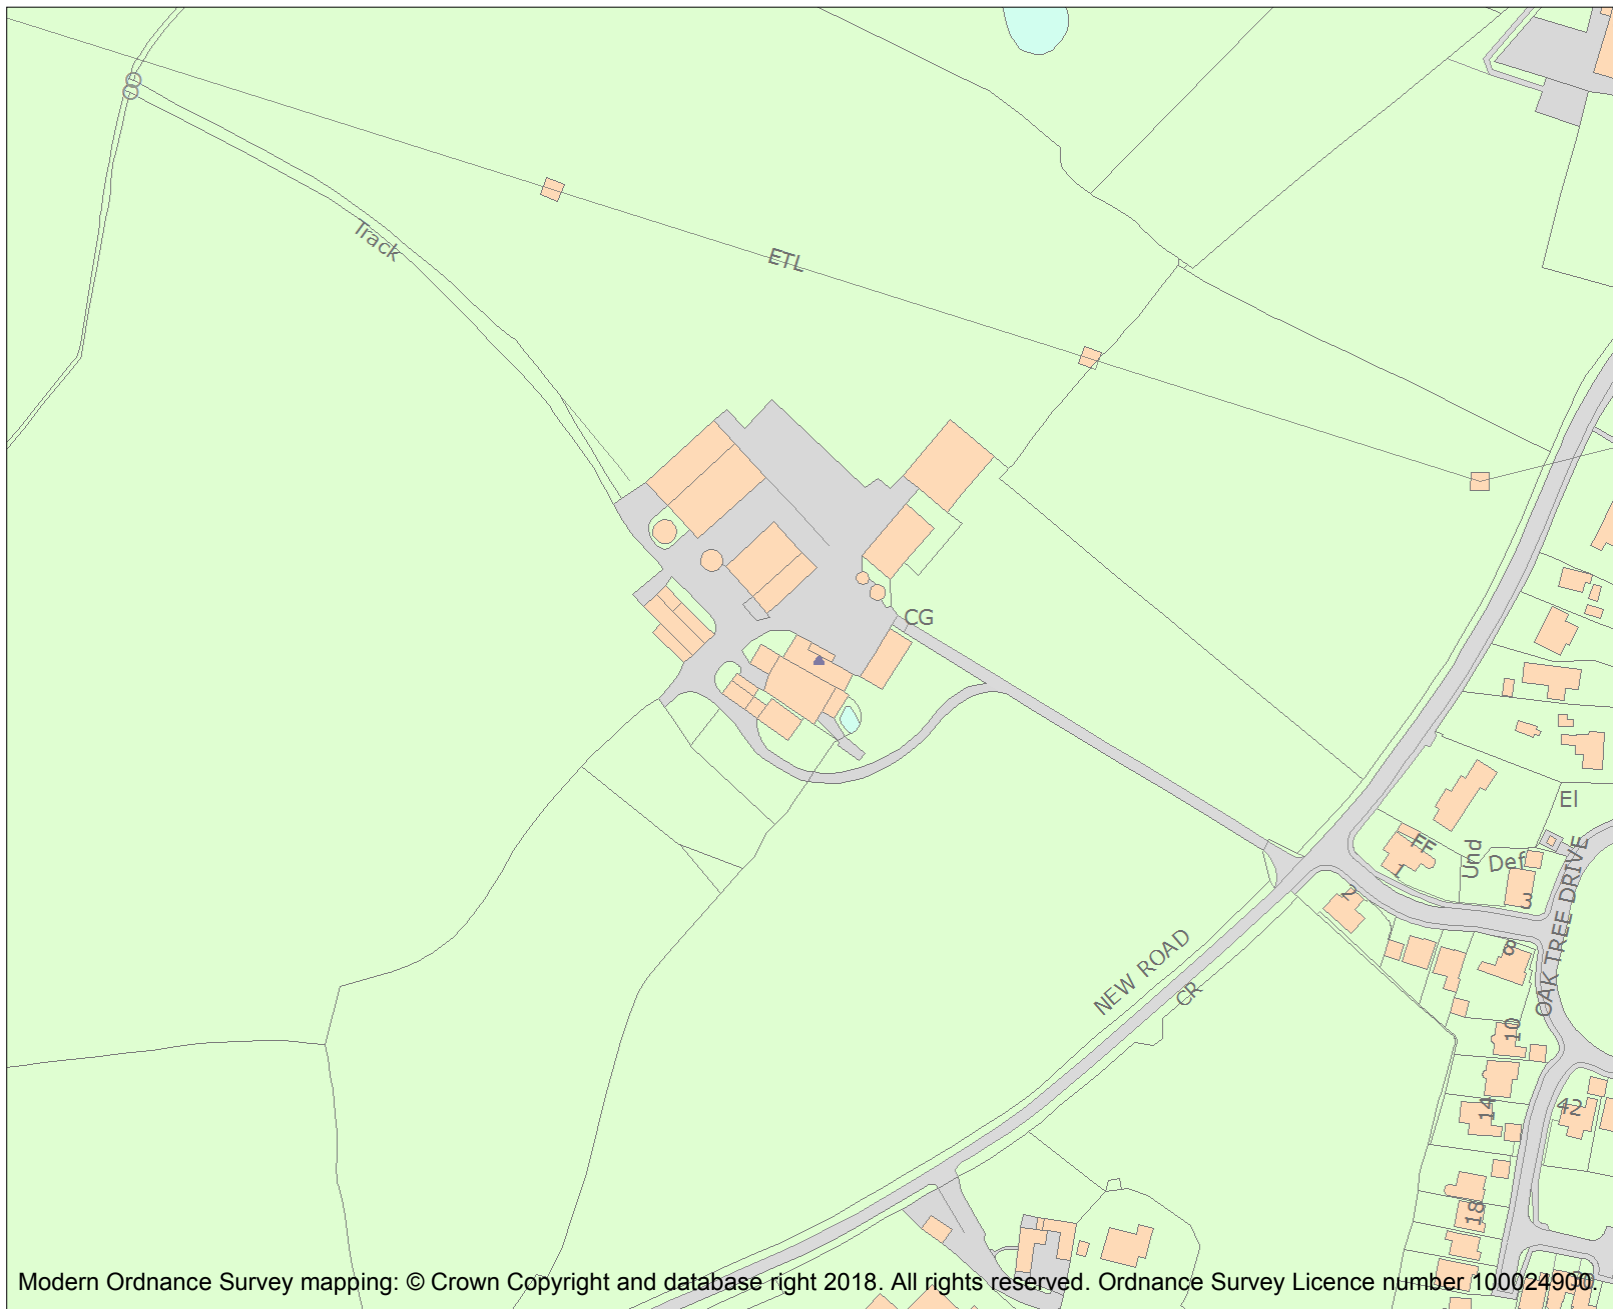 Track
ETL
CG
El
FF
Und
Def
1
2
3
OAK TREE DRIVE
8
NEW ROAD
CR
10
14
42
18
Modern Ordnance Survey mapping: © Crown Copyright and database right 2018. All rights reserved. Ordnance Survey Licence number 100024900.